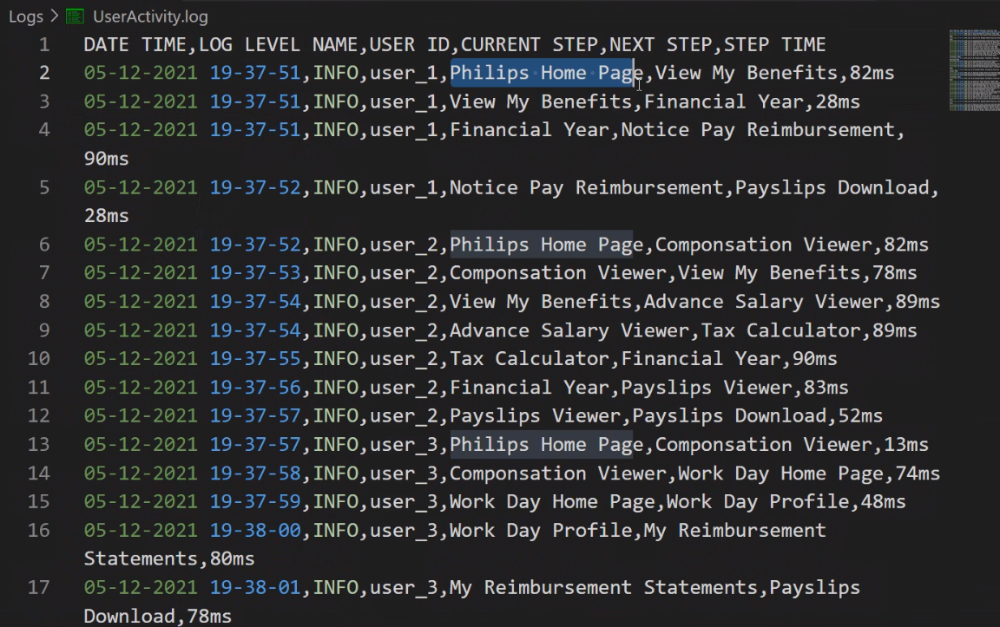 Logs > UserActivity.log
1 DATE TIME,LOG LEVEL NAME,USER ID,CURRENT STEP,NEXT STEP,STEP TIME
2 05-12-2021 19-37-51,INFO,user_1,Philips Home Page,View My Benefits,82ms
3 05-12-2021 19-37-51,INFO,user_1,View My Benefits,Financial Year,28ms
4 05-12-2021 19-37-51,INFO,user_1,Financial Year,Notice Pay Reimbursement,
90ms
5 05-12-2021 19-37-52,INFO,user_1,Notice Pay Reimbursement,Payslips Download,
28ms
6 05-12-2021 19-37-52,INFO,user_2,Philips Home Page,Componsation Viewer,82ms
7 05-12-2021 19-37-53,INFO,user_2,Componsation Viewer,View My Benefits,78ms
8 05-12-2021 19-37-54,INFO,user_2,View My Benefits,Advance Salary Viewer,89ms
9 05-12-2021 19-37-54,INFO,user_2,Advance Salary Viewer,Tax Calculator,89ms
10 05-12-2021 19-37-55,INFO,user_2,Tax Calculator,Financial Year,90ms
11 05-12-2021 19-37-56,INFO,user_2,Financial Year,Payslips Viewer,83ms
12 05-12-2021 19-37-57,INFO,user_2,Payslips Viewer,Payslips Download,52ms
13 05-12-2021 19-37-57,INFO,user_3,Philips Home Page,Componsation Viewer,13ms
14 05-12-2021 19-37-58,INFO,user_3,Componsation Viewer,Work Day Home Page,74ms
15 05-12-2021 19-37-59,INFO,user_3,Work Day Home Page,Work Day Profile,48ms
16 05-12-2021 19-38-00,INFO,user_3,Work Day Profile,My Reimbursement
Statements,80ms
17 05-12-2021 19-38-01,INFO,user_3,My Reimbursement Statements,Payslips
Download,78ms